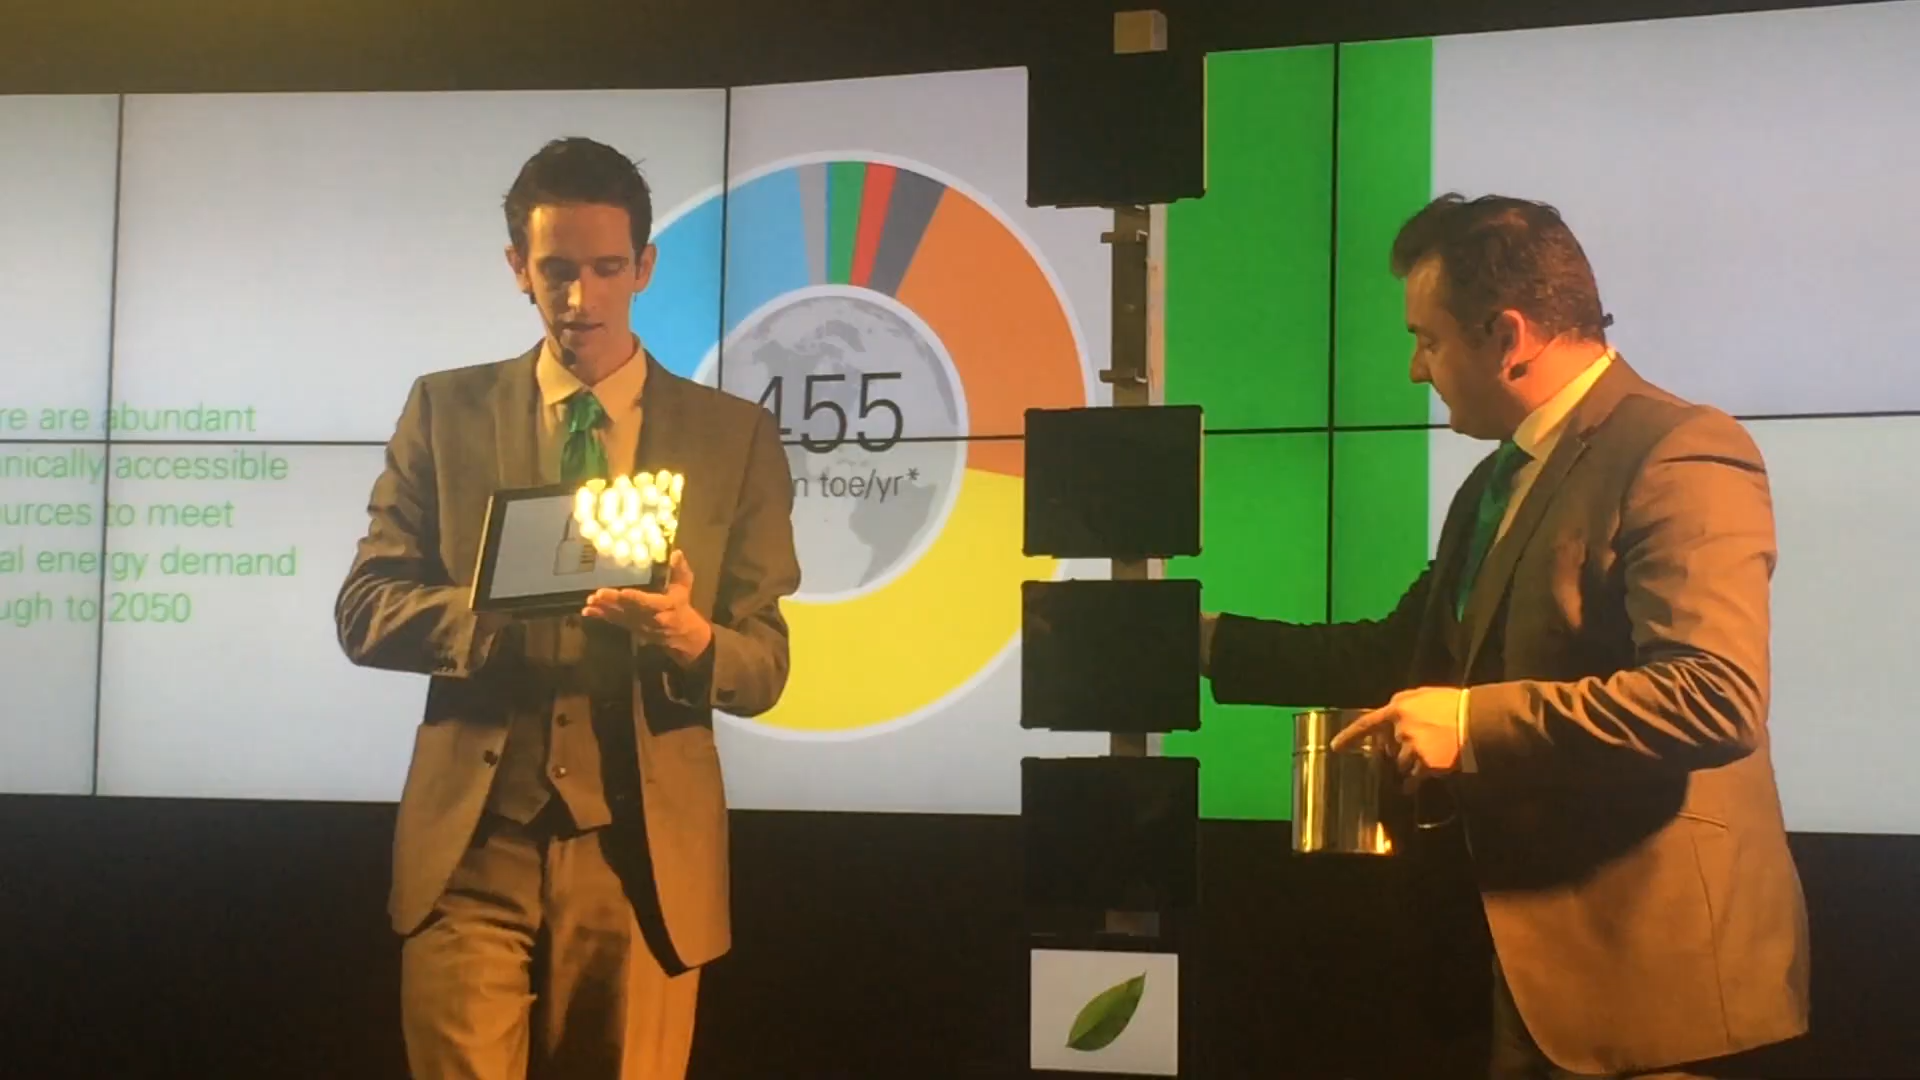 re are abundant
nically accessible
urces to meet
al energy demand
ugh to 2050
455
n toe/yr*